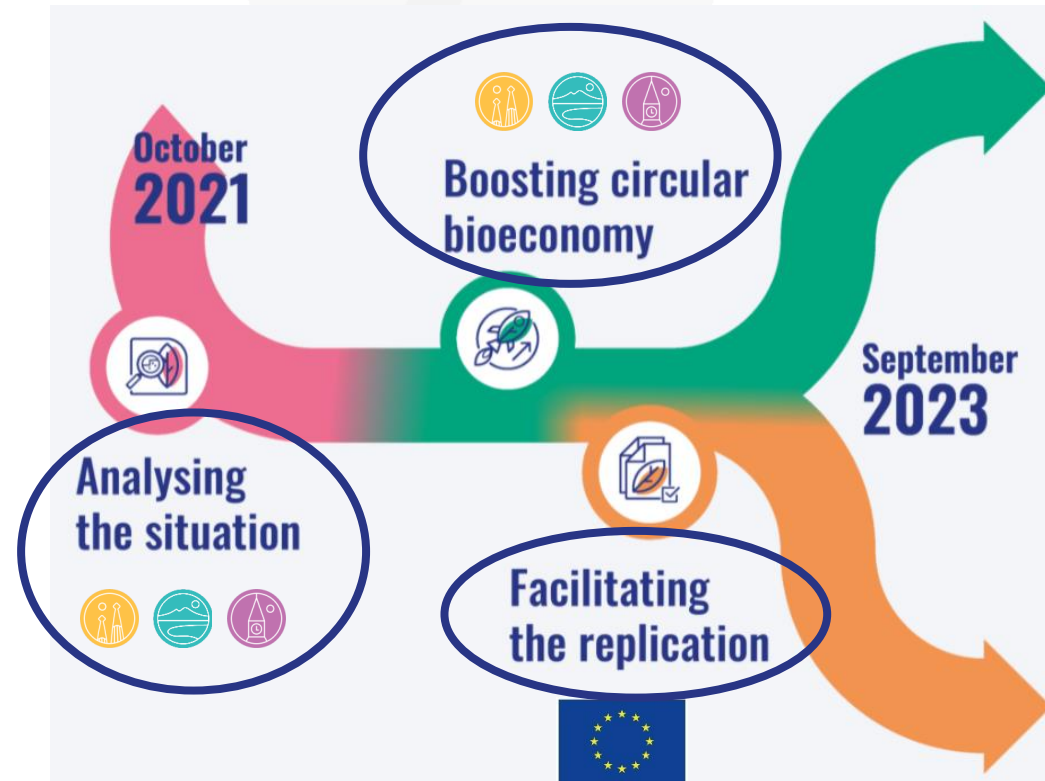 October
2021
Boosting circular
bioeconomy
September
2023
Analysing
the situation
Facilitating
the replication